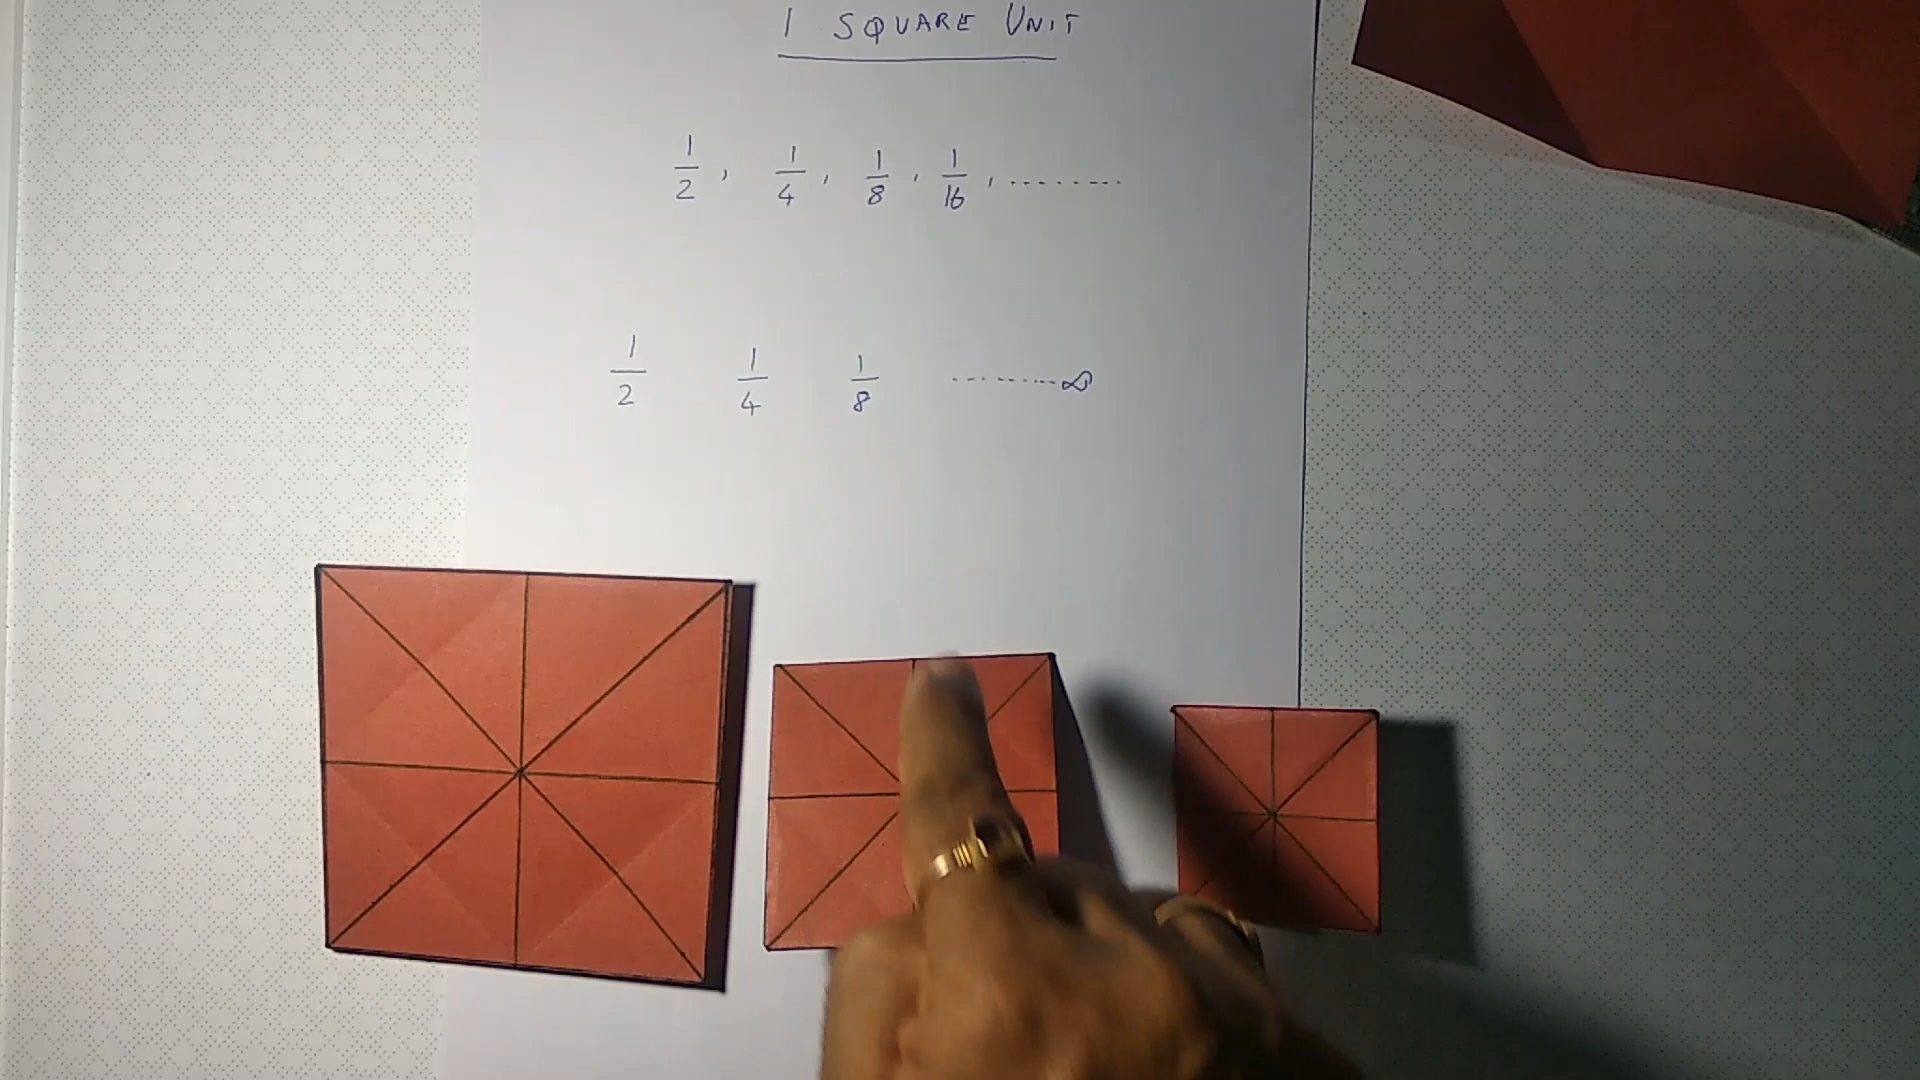 1 SQUARE UNIT
1/2, 1/4, 1/8, 1/16, ........
1/2 1/4 1/8 ........∞